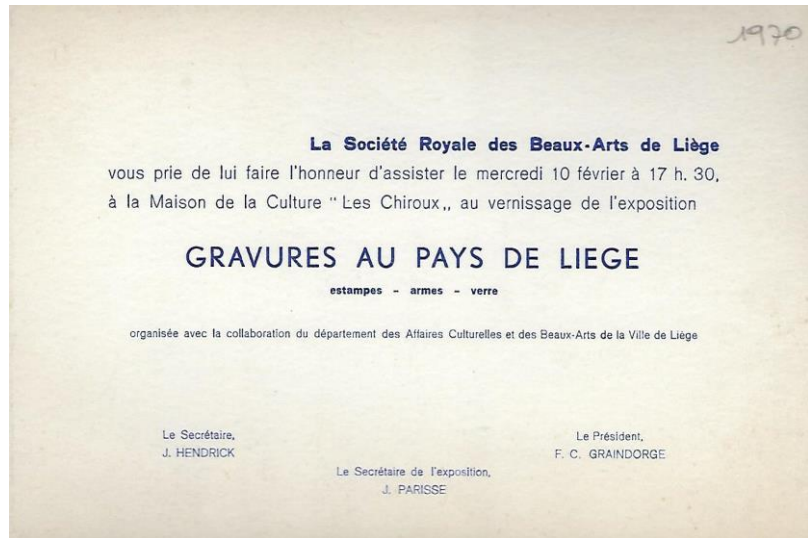 1970
La Société Royale des Beaux-Arts de Liège
vous prie de lui faire l'honneur d'assister le mercredi 10 février à 17 h. 30,
à la Maison de la Culture " Les Chiroux ,, au vernissage de l'exposition
GRAVURES AU PAYS DE LIEGE
estampes - armes - verre
organisée avec la collaboration du département des Affaires Culturelles et des Beaux-Arts de la Ville de Liège
Le Secrétaire,
J. HENDRICK
Le Président,
F. C. GRAINDORGE
Le Secrétaire de l'exposition,
J. PARISSE